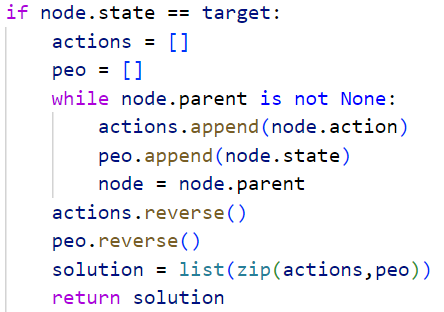 if node.state == target:
    actions = []
    peo = []
    while node.parent is not None:
        actions.append(node.action)
        peo.append(node.state)
        node = node.parent
    actions.reverse()
    peo.reverse()
    solution = list(zip(actions,peo))
    return solution